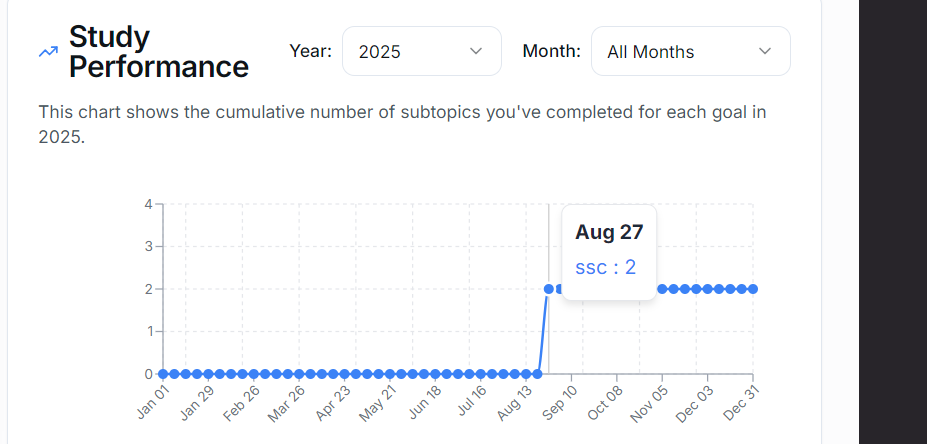 Study
Performance
Year:
2025
Month:
All Months
This chart shows the cumulative number of subtopics you've completed for each goal in
2025.
4
3
2
1
0
Aug 27
ssc : 2
Jan 01
Jan 29
Feb 26
Mar 26
Apr 23
May 21
Jun 18
Jul 16
Aug 13
Sep 10
Oct 08
Nov 05
Dec 03
Dec 31